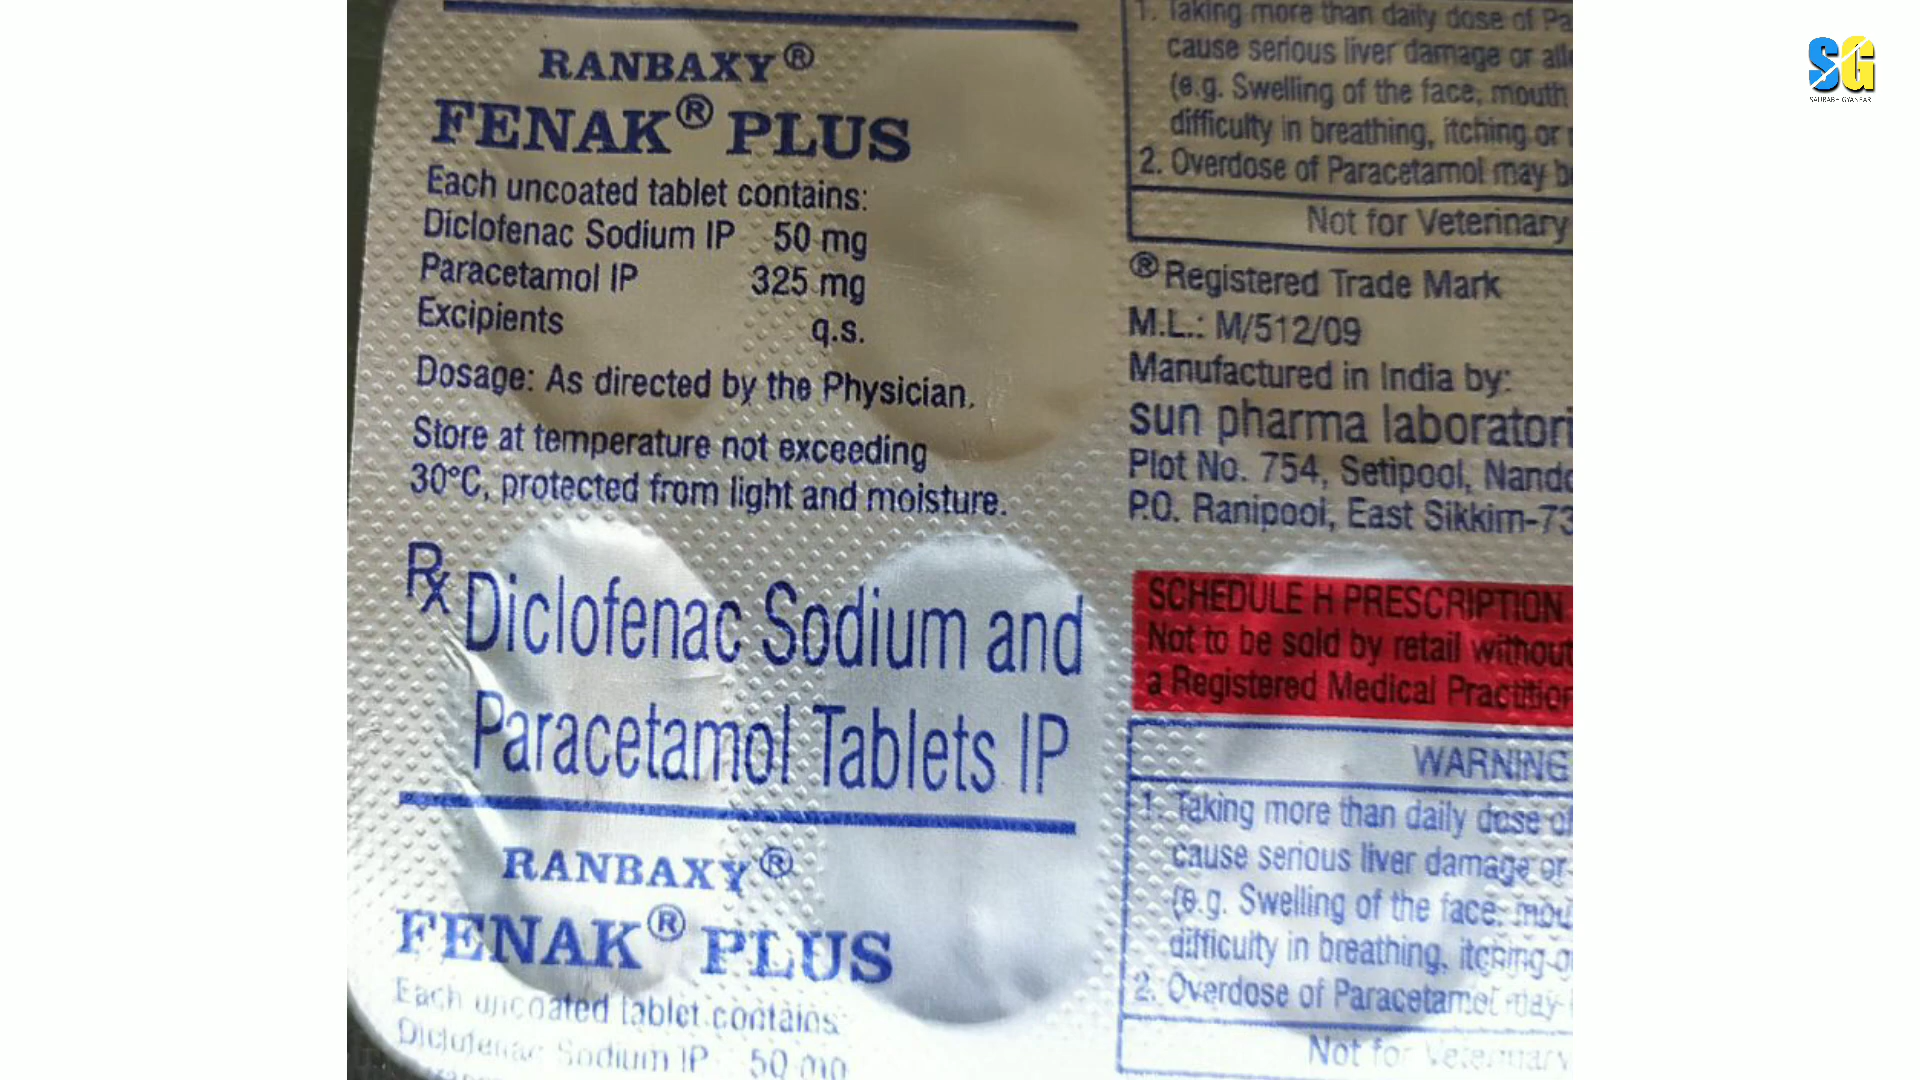 RANBAXY®
FENAK® PLUS
Each uncoated tablet contains:
Diclofenac Sodium IP 50 mg
Paracetamol IP 325 mg
Excipients q.s.
Dosage: As directed by the Physician.
Store at temperature not exceeding
30°C, protected from light and moisture.
Rx Diclofenac Sodium and
Paracetamol Tablets IP
RANBAXY®
FENAK® PLUS
Each uncoated tablet contains
Diclofenac Sodium IP 50 mg
1. Taking more than daily dose of Pa
cause serious liver damage or alle
(e.g. Swelling of the face, mouth
difficulty in breathing, itching or
2. Overdose of Paracetamol may b
Not for Veterinary
® Registered Trade Mark
M.L.: M/512/09
Manufactured in India by:
sun pharma laboratori
Plot No. 754, Setipool, Nand
P.O. Ranipool, East Sikkim-73
SCHEDULE H PRESCRIPTION
Not to be sold by retail without
a Registered Medical Practition
WARNING
1. Taking more than daily dose of
cause serious liver damage or
(e.g. Swelling of the face, mou
difficulty in breathing, itching o
2. Overdose of Paracetamol may
Not for Veterinary
SG
SAURABH GYANPAR